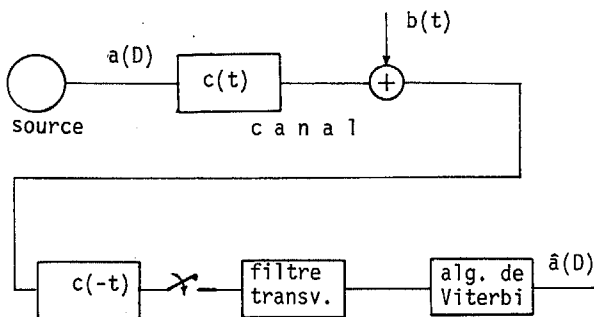 b(t)
a(D)
c(t)
+
source
c a n a l
c(-t)
filtre
transv.
alg. de
Viterbi
â(D)